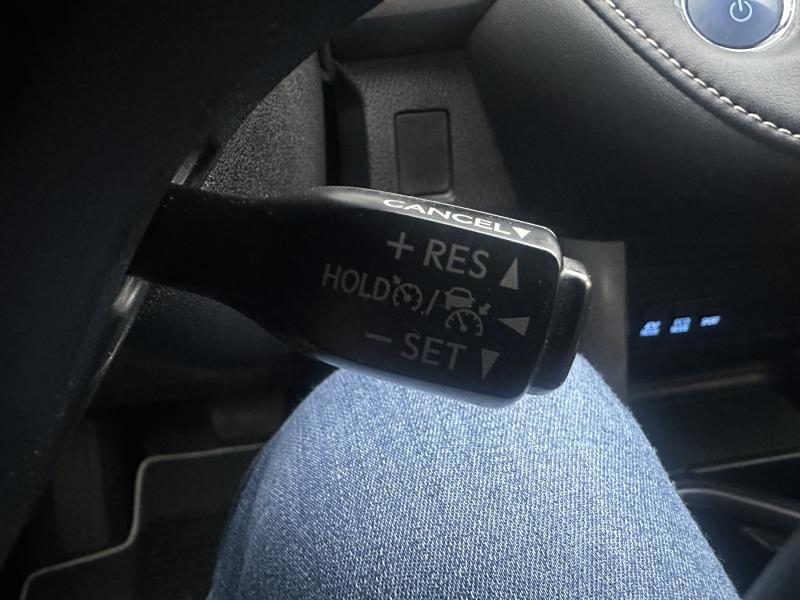 CANCEL▼
+ RES ▲
HOLD / ◀
− SET ▼